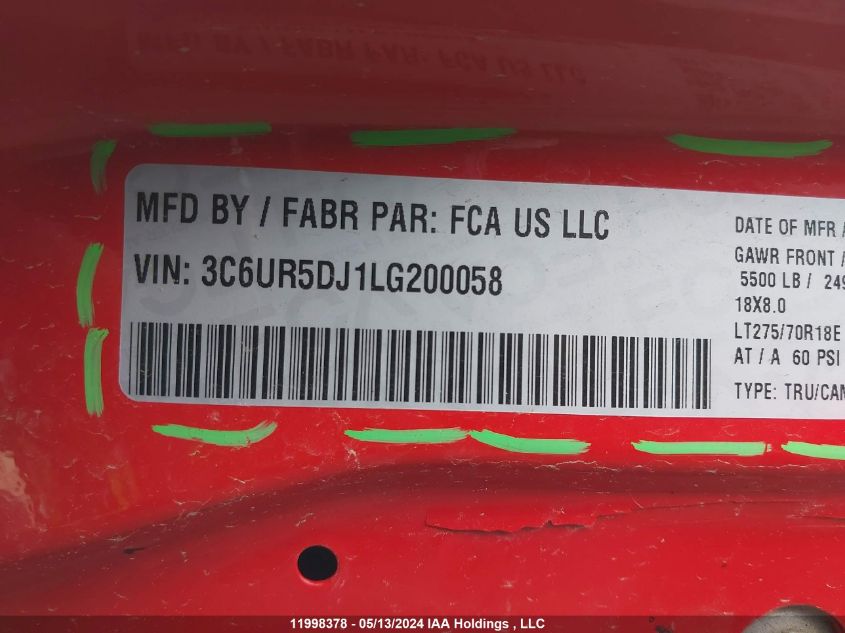 MFD BY / FABR PAR: FCA US LLC
VIN: 3C6UR5DJ1LG200058
DATE OF MFR /
GAWR FRONT /
5500 LB / 249
18X8.0
LT275/70R18E
AT / A 60 PSI
TYPE: TRU/CAM
11998378 - 05/13/2024 IAA Holdings , LLC